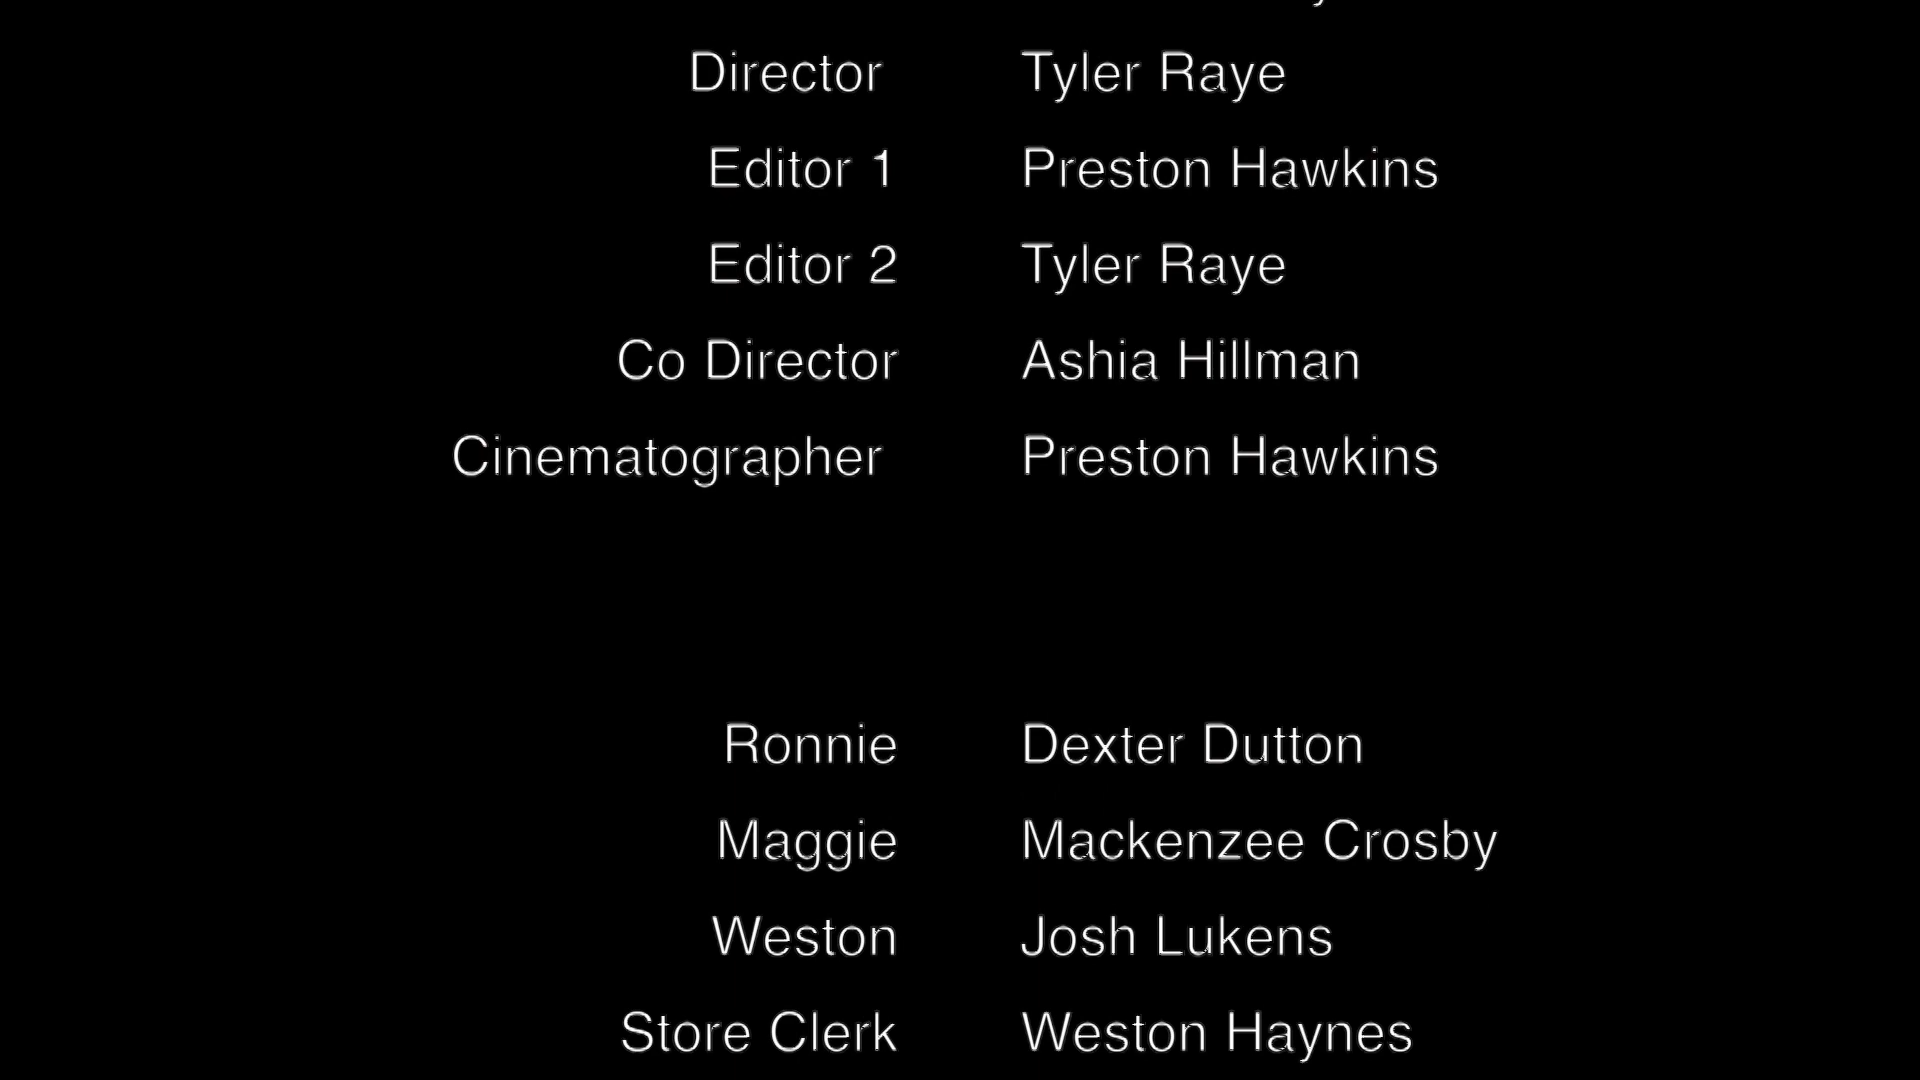 Director Tyler Raye
Editor 1 Preston Hawkins
Editor 2 Tyler Raye
Co Director Ashia Hillman
Cinematographer Preston Hawkins
Ronnie Dexter Dutton
Maggie Mackenzee Crosby
Weston Josh Lukens
Store Clerk Weston Haynes